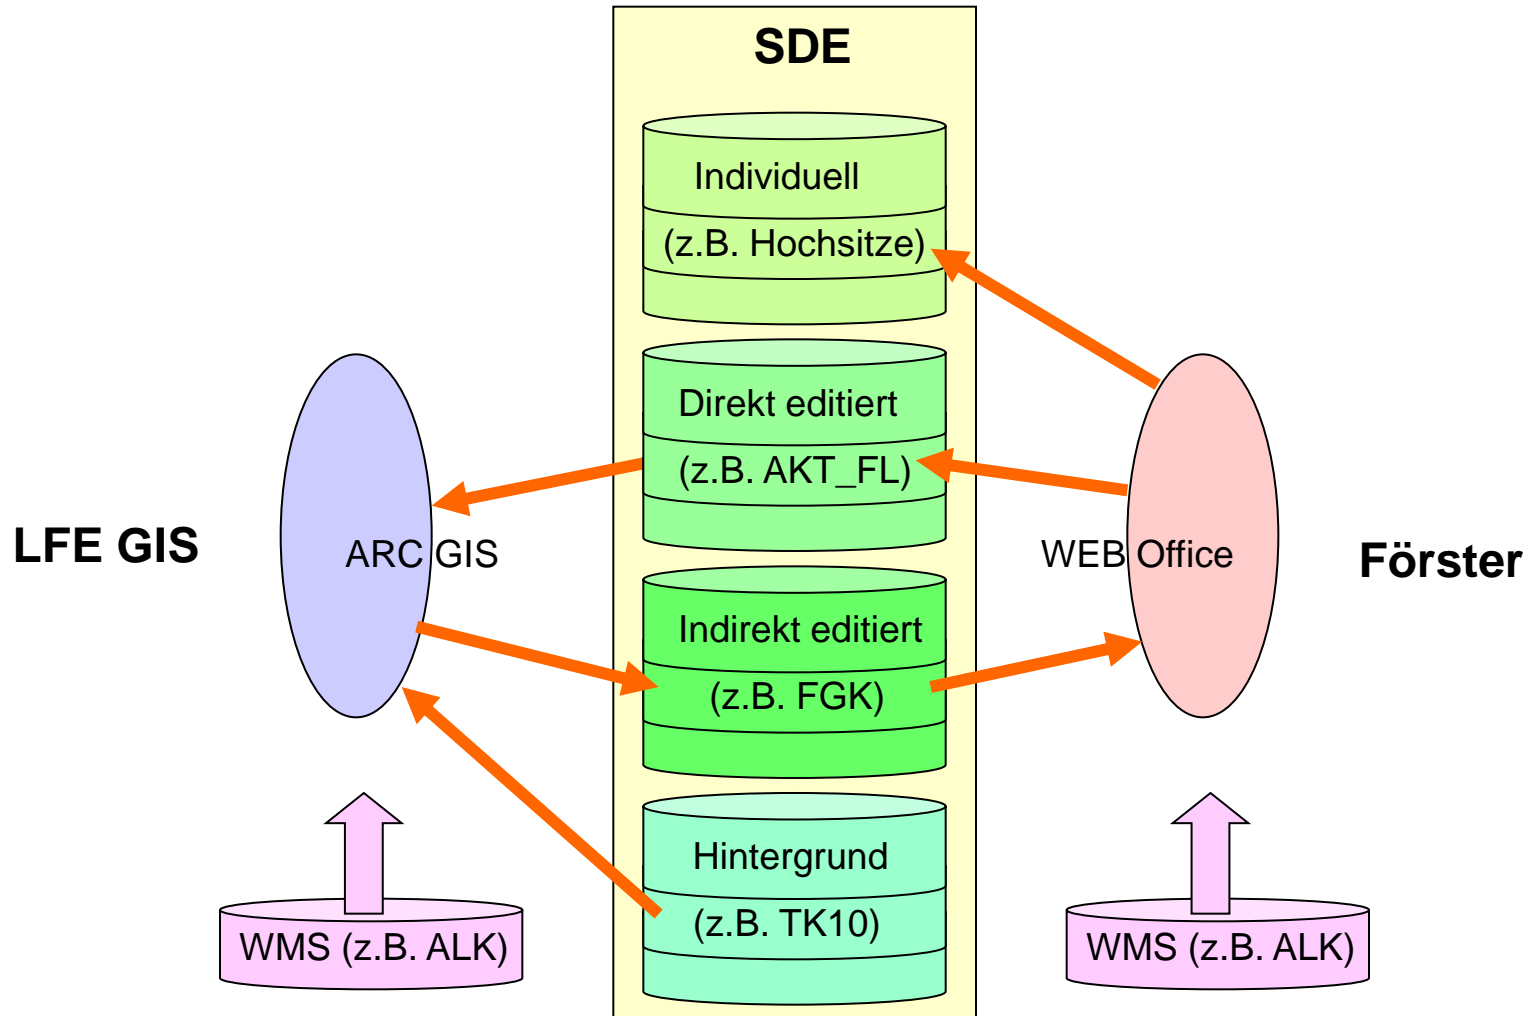 SDE
Individuell
(z.B. Hochsitze)
Direkt editiert
(z.B. AKT_FL)
LFE GIS
ARC GIS
WEB Office
Förster
Indirekt editiert
(z.B. FGK)
Hintergrund
(z.B. TK10)
WMS (z.B. ALK)
WMS (z.B. ALK)